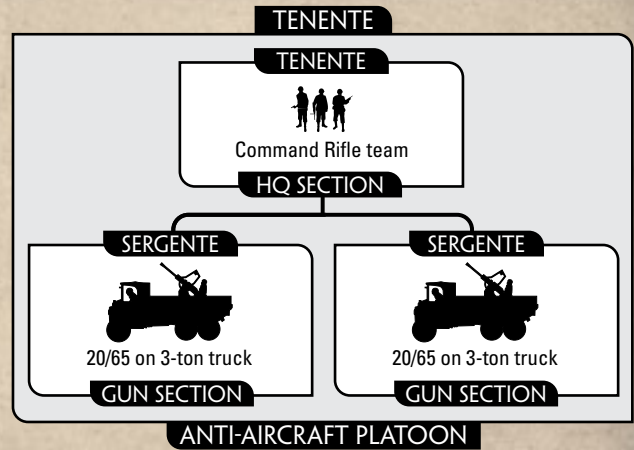 TENENTE
TENENTE
Command Rifle team
HQ SECTION
SERGENTE
20/65 on 3-ton truck
GUN SECTION
SERGENTE
20/65 on 3-ton truck
GUN SECTION
ANTI-AIRCRAFT PLATOON